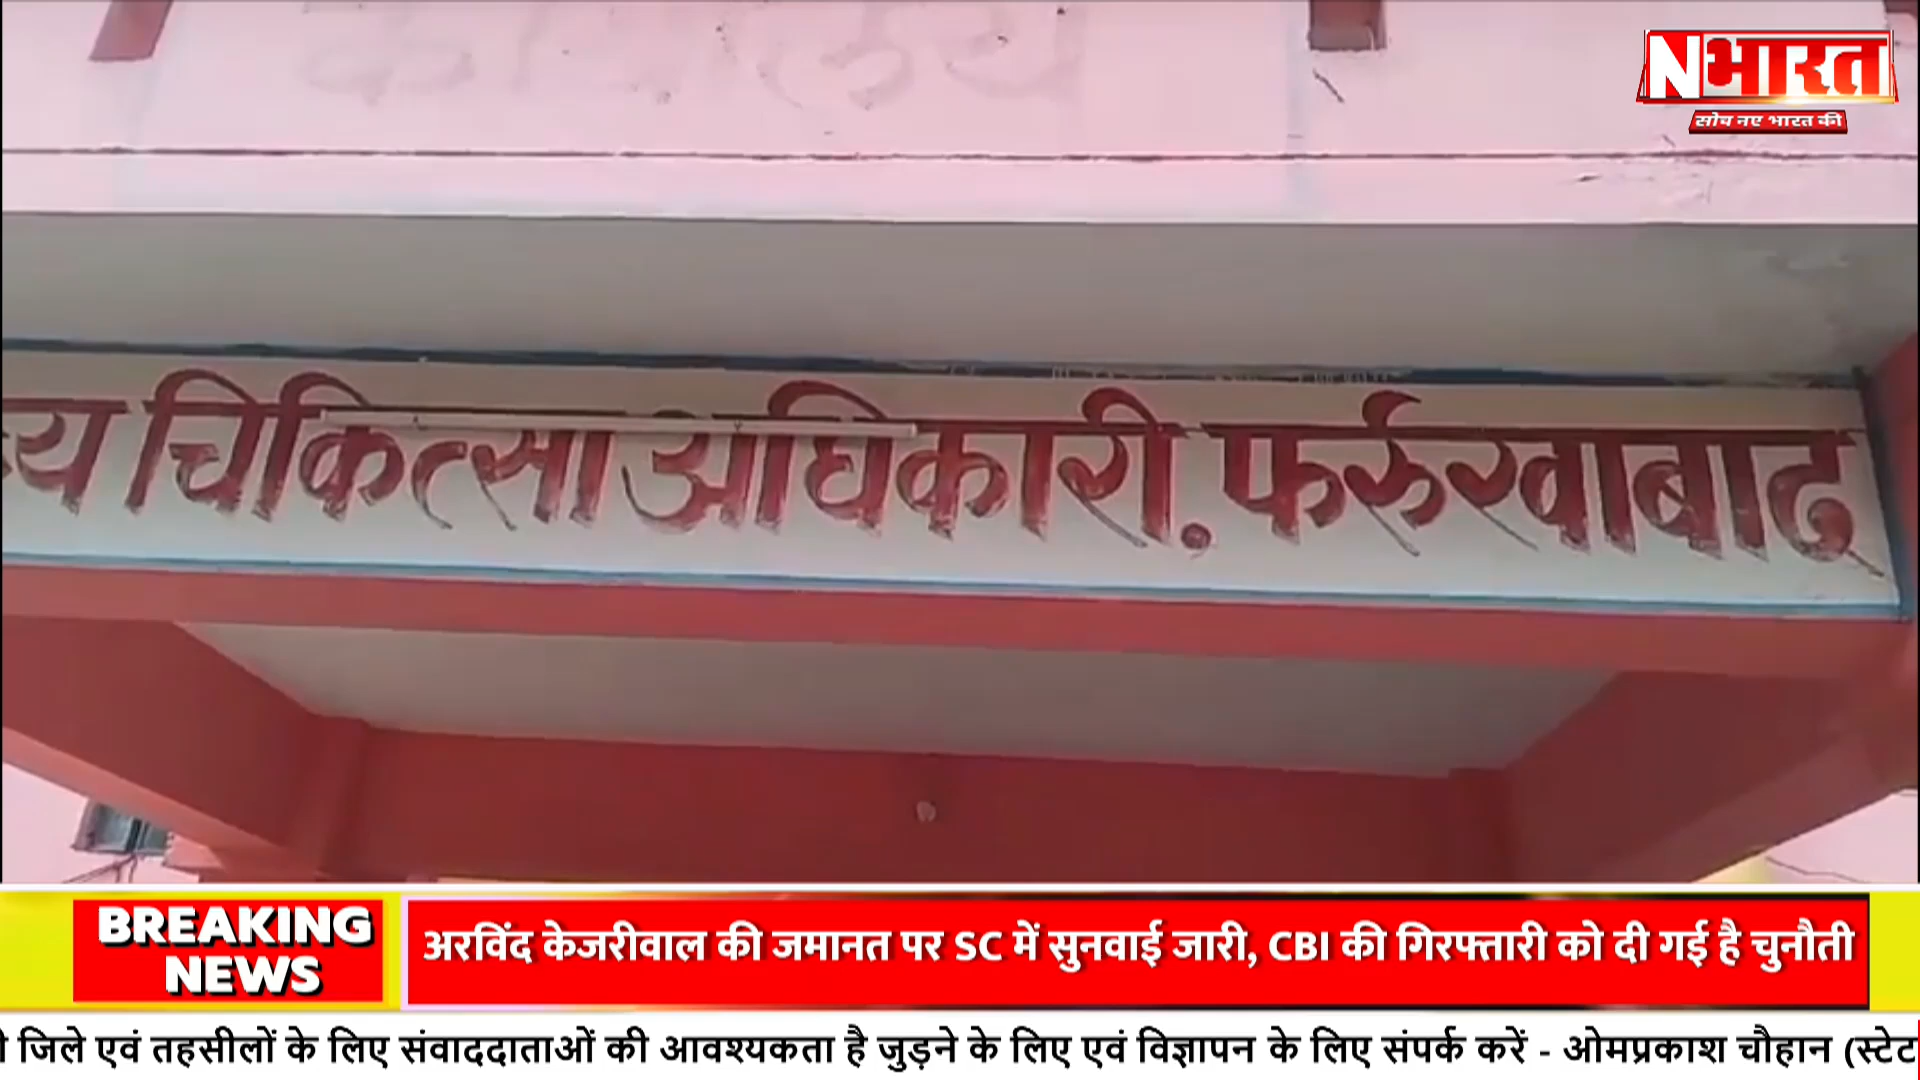 कार्यालय
Nभारत
सोच नए भारत की
चिकित्सा अधिकारी. फर्रुखाबाद
BREAKING NEWS
अरविंद केजरीवाल की जमानत पर SC में सुनवाई जारी, CBI की गिरफ्तारी को दी गई है चुनौती
जिले एवं तहसीलों के लिए संवाददाताओं की आवश्यकता है जुड़ने के लिए एवं विज्ञापन के लिए संपर्क करें - ओमप्रकाश चौहान (स्टेट